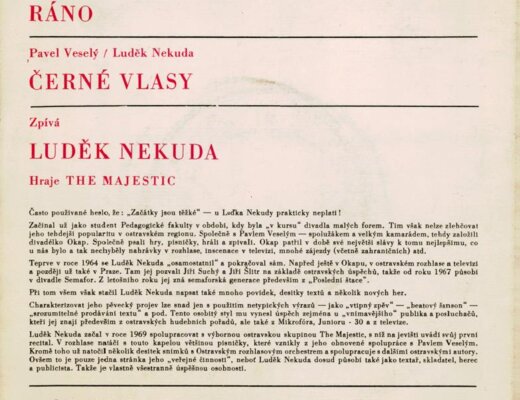 RÁNO
Pavel Veselý / Luděk Nekuda
ČERNÉ VLASY
Zpívá
LUDĚK NEKUDA
Hraje THE MAJESTIC
Často používané heslo, že: „Začátky jsou těžké" — u Leďka Nekudy prakticky neplatí!
Začínal už jako student Pedagogické fakulty v období, kdy byla „v kursu" divadla malých forem. Tím však nelze zlehčovat
jeho tehdejší popularitu v ostravském regionu. Společně s Pavlem Veselým — spolužákem a velkým kamarádem, tehdy založili
divadélko Okap. Společně psali hry, písničky, hráli a zpívali. Okap patřil v době své největší slávy k tomu nejlepšímu, co
u nás bylo a tak nechyběly nahrávky v rozhlase, inscenace v televizi, mnohé zájezdy (včetně zahraničních) atd.
Teprve v roce 1964 se Luděk Nekuda „osamostatnil" a pokračoval sám. Napřed ještě v Okapu, v ostravském rozhlase a televizi
a později už také v Praze. Tam jej pozvali Jiří Suchý a Jiří Šlitr na základě ostravských úspěchů, takže od roku 1967 působí
v divadle Semafor. Z letošního roku jej zná semaforská generace především z „Poslední štace".
Při tom všem však stačil Luděk Nekuda napsat také mnoho povídek, desítky textů a několik nových her.
Charakterizovat jeho pěvecký projev lze snad jen s použitím netypických výrazů — jako „vtipný zpěv" — „beatový šanson" —
„srozumitelné prodávání textu" a pod. Tento osobitý styl mu vynesl úspěch zejména u „vnímavějšího" publika a posluchačů,
kteří jej znají především z ostravských hudebních pořadů, ale také z Mikrofóra, Junioru - 30 a z televize.
Luděk Nekuda začal v roce 1969 spolupracovat s výbornou ostravskou skupinou The Majestic, s níž na jevišti uvádí svůj první
recitál. V rozhlase natáčí s touto kapelou většinu písniček, které vznikly z jeho obnovené spolupráce s Pavlem Veselým.
Kromě toho už natočil několik desítek snímků s Ostravským rozhlasovým orchestrem a spolupracuje s dalšími ostravskými autory.
Ovšem to je pouze jedna stránka jeho „veřejné činnosti", neboť Luděk Nekuda dosud působí také jako textař, skladatel, herec
a publicista. Takže je vlastně všestranně úspěšnou osobností.